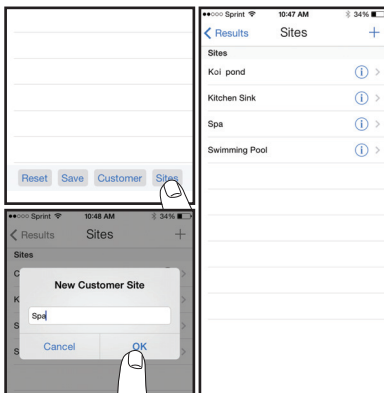 Reset Save Customer Sites
Sprint 10:48 AM 34%
Results Sites +
Sites
C
K
S
S
New Customer Site
Spa
Cancel OK
Sprint 10:47 AM 34%
Results Sites +
Sites
Koi pond
Kitchen Sink
Spa
Swimming Pool